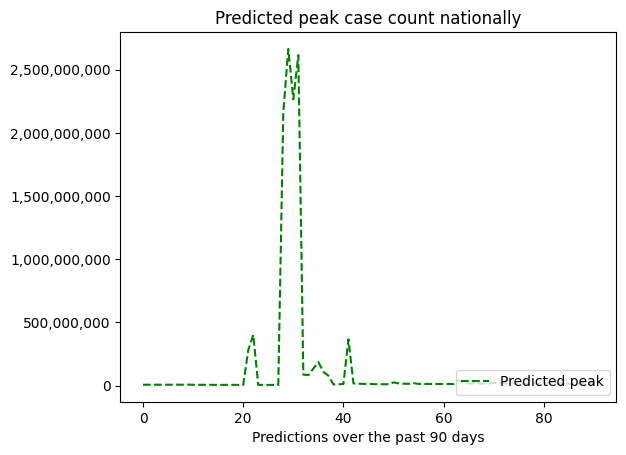 Predicted peak case count nationally
2,500,000,000
2,000,000,000
1,500,000,000
1,000,000,000
500,000,000
0
Predicted peak
0 20 40 60 80
Predictions over the past 90 days